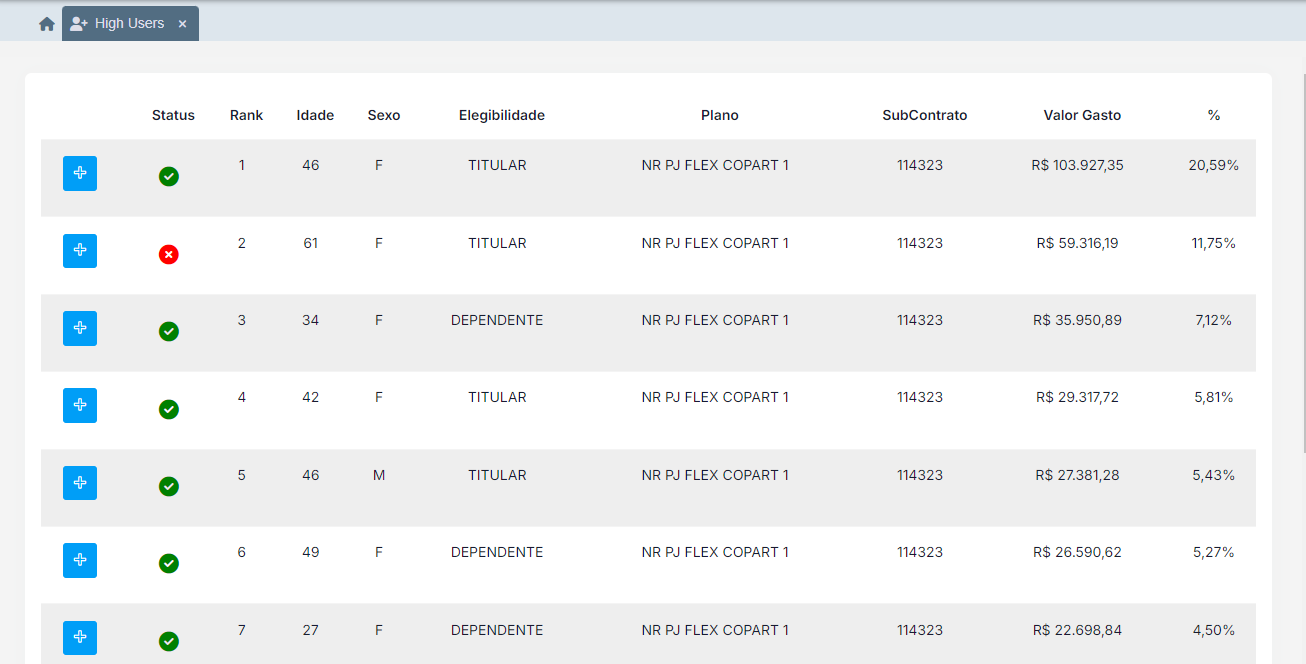 High Users ×
Status Rank Idade Sexo Elegibilidade Plano SubContrato Valor Gasto %
1 46 F TITULAR NR PJ FLEX COPART 1 114323 R$ 103.927,35 20,59%
2 61 F TITULAR NR PJ FLEX COPART 1 114323 R$ 59.316,19 11,75%
3 34 F DEPENDENTE NR PJ FLEX COPART 1 114323 R$ 35.950,89 7,12%
4 42 F TITULAR NR PJ FLEX COPART 1 114323 R$ 29.317,72 5,81%
5 46 M TITULAR NR PJ FLEX COPART 1 114323 R$ 27.381,28 5,43%
6 49 F DEPENDENTE NR PJ FLEX COPART 1 114323 R$ 26.590,62 5,27%
7 27 F DEPENDENTE NR PJ FLEX COPART 1 114323 R$ 22.698,84 4,50%